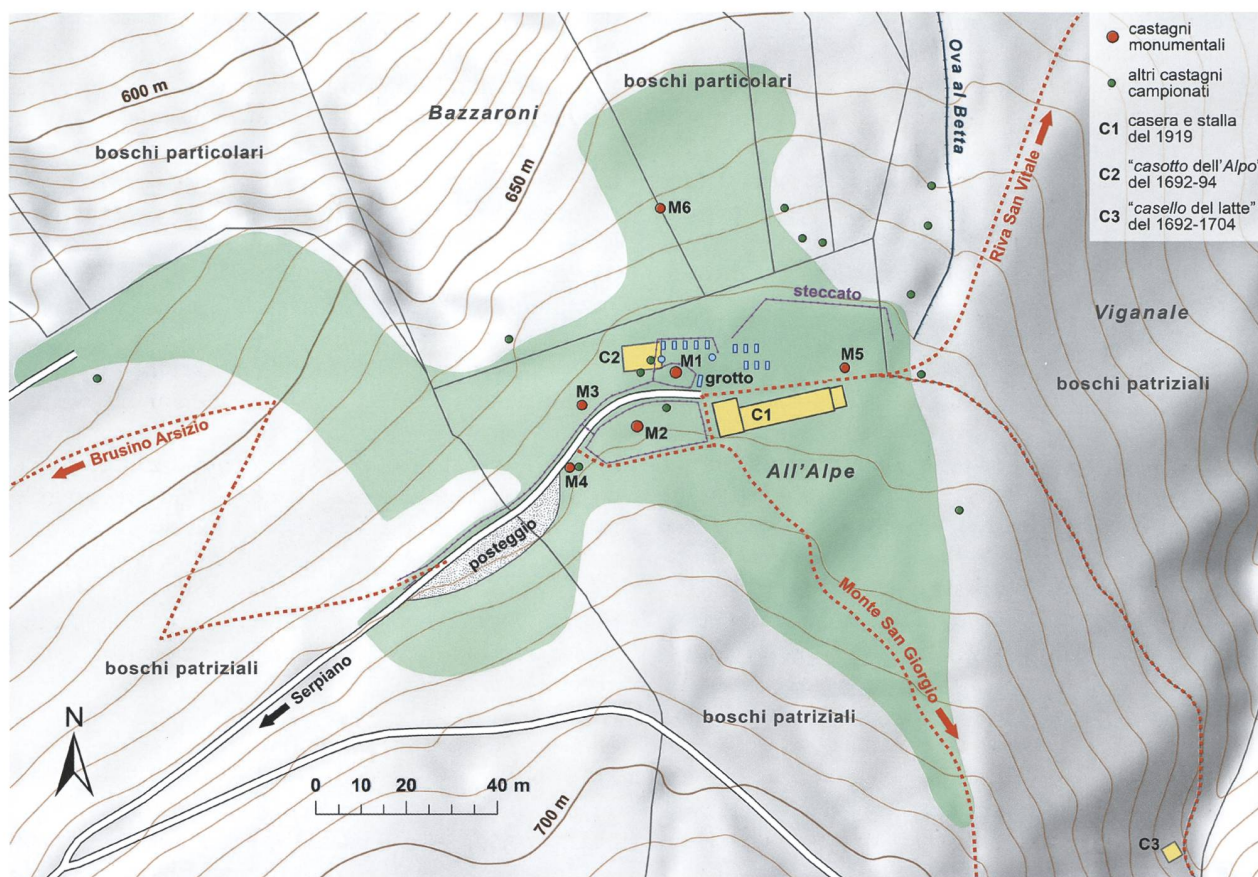 castagni
monumentali
altri castagni
campionati
C1 casera e stalla
del 1919
C2 "casotto dell'Alpo"
del 1692-94
C3 "casello del latte"
del 1692-1704
600 m
boschi particolari
Bazzaroni
650 m
boschi particolari
Ova al Betta
Riva San Vitale
M6
steccato
Viganale
boschi patriziali
C2
M1
grotto
M5
M3
C1
M2
All'Alpe
M4
Brusino Arsizio
posteggio
Monte San Giorgio
boschi patriziali
Serpiano
boschi patriziali
N
0 10 20 40 m
700 m
C3